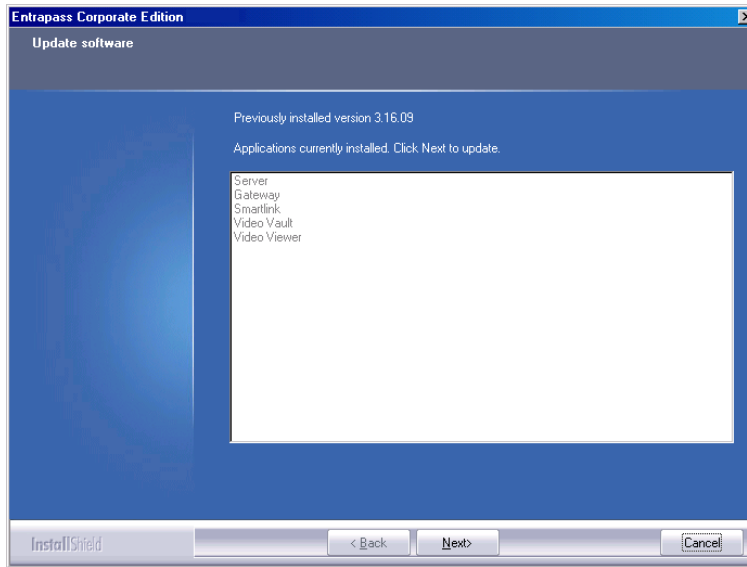 Entrapass Corporate Edition
Update software
Previously installed version 3.16.09
Applications currently installed. Click Next to update.
Server
Gateway
Smartlink
Video Vault
Video Viewer
InstallShield
< Back
Next>
Cancel